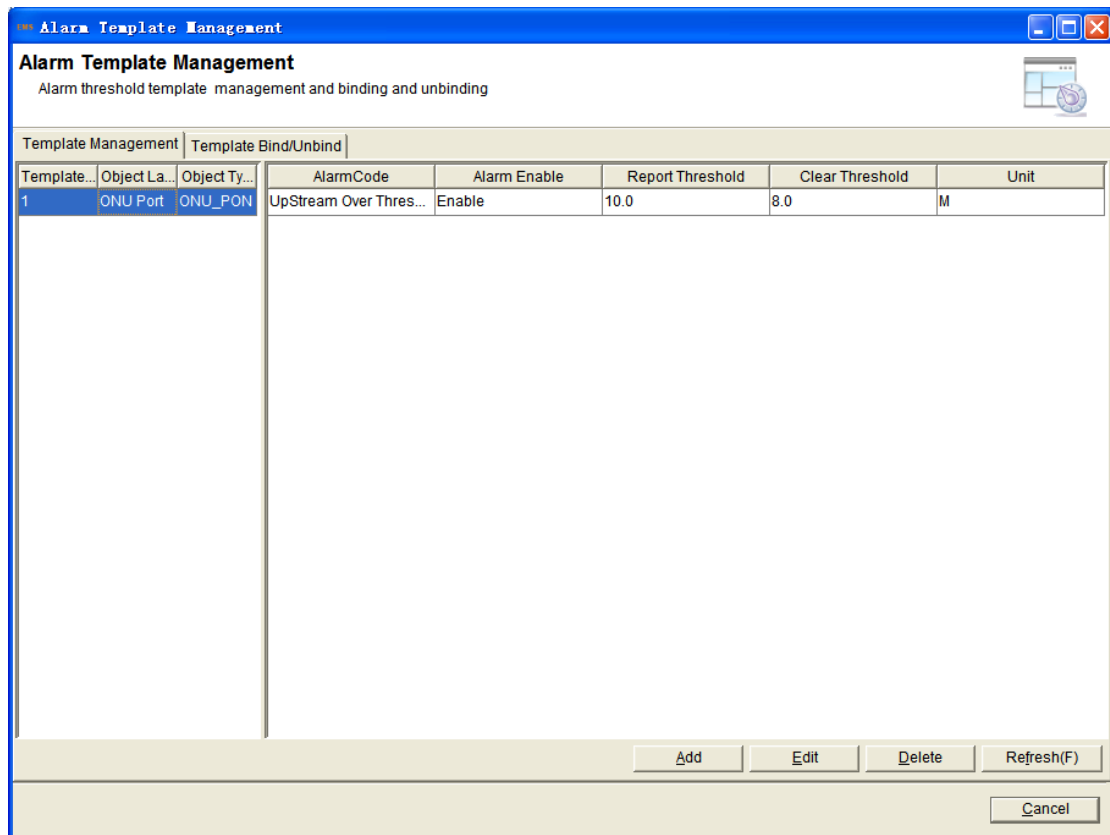 EMS Alarm Template Management
Alarm Template Management
Alarm threshold template management and binding and unbinding
Template Management Template Bind/Unbind
Template... Object La... Object Ty... AlarmCode Alarm Enable Report Threshold Clear Threshold Unit
1 ONU Port ONU_PON UpStream Over Thres... Enable 10.0 8.0 M
Add Edit Delete Refresh(F)
Cancel